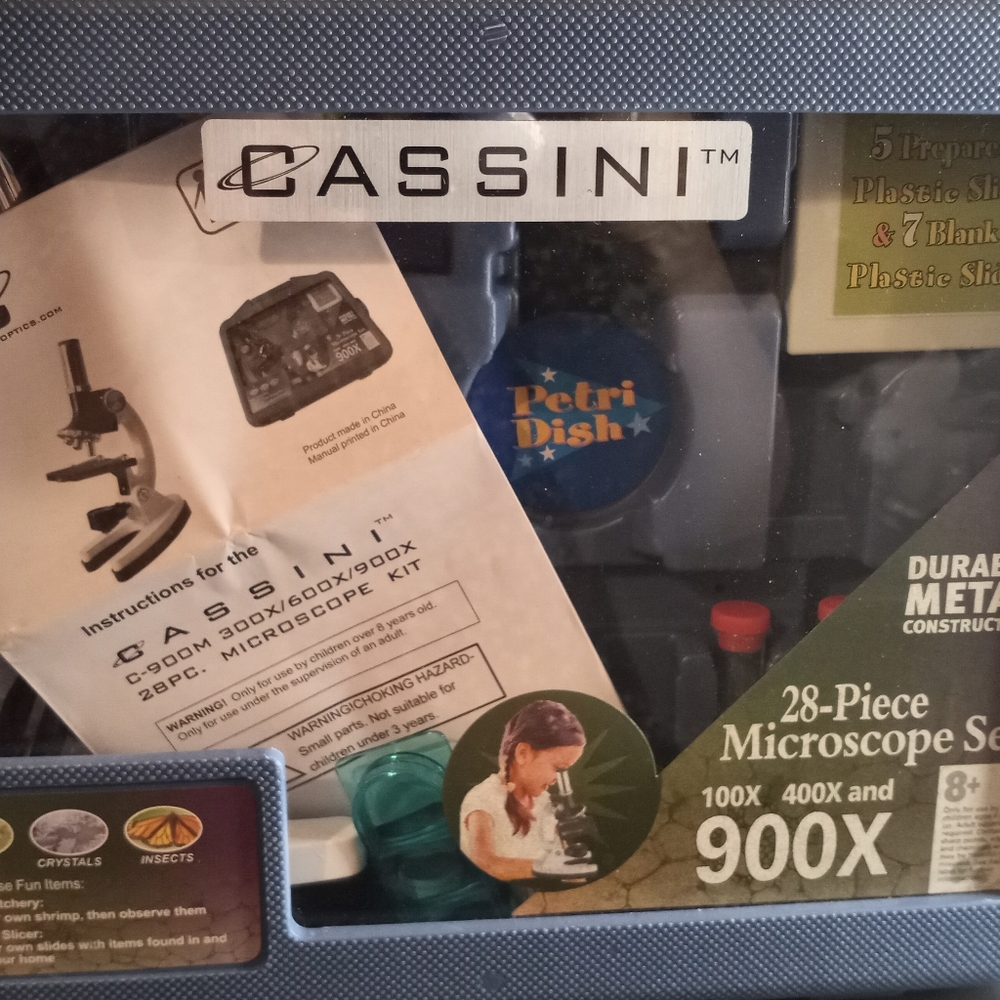 CASSINI™
5 Prepare
Plastic Sli
& 7 Blank
Plastic Slid
OPTICS.COM
900X
Product made in China
Manual printed in China
Petri
Dish
Instructions for the
CASSINI™
C-900M 300X/600X/900X
28PC. MICROSCOPE KIT
WARNING! Only for use by children over 8 years old.
Only for use under the supervision of an adult.
WARNING!CHOKING HAZARD-
Small parts. Not suitable for
children under 3 years.
DURAB
META
CONSTRUCT
28-Piece
Microscope Se
100X 400X and
900X
8+
CRYSTALS
INSECTS
se Fun Items:
tchery:
own shrimp, then observe them
Slicer:
own slides with items found in and
ur home